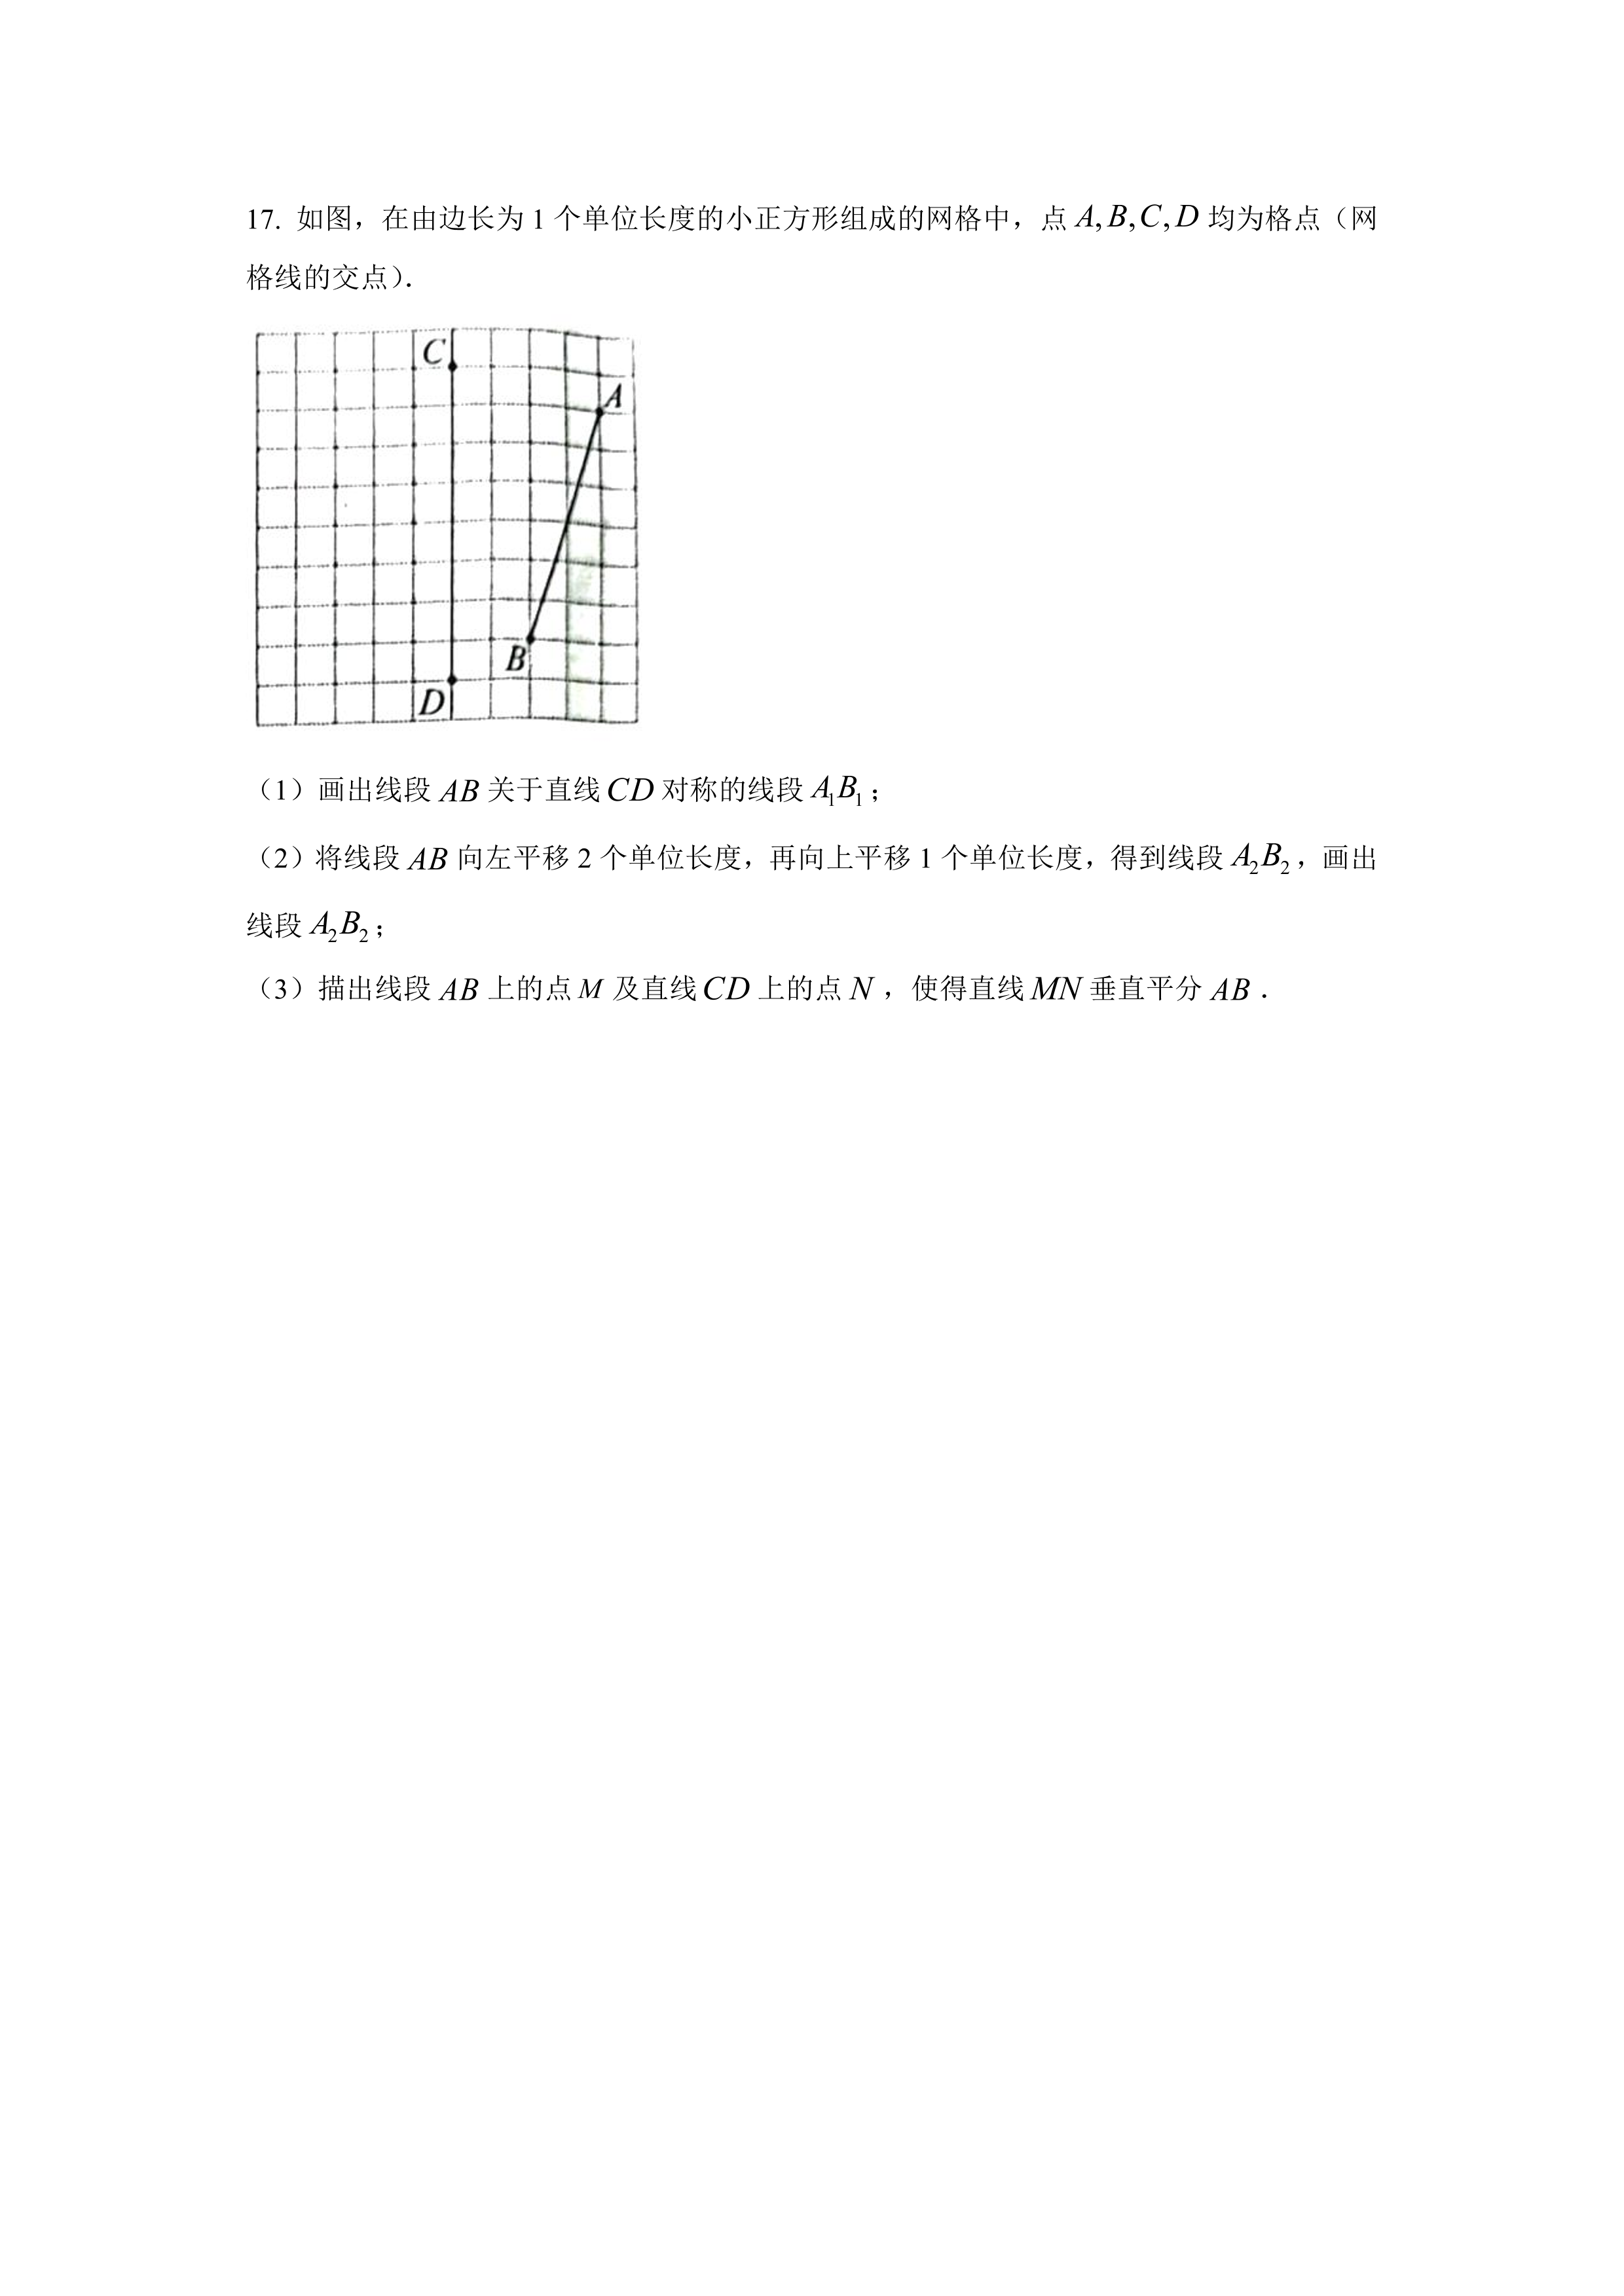 17. 如图，在由边长为 1 个单位长度的小正方形组成的网格中，点 A, B, C, D 均为格点（网
格线的交点）.
C
A
B
D
（1）画出线段 AB 关于直线 CD 对称的线段 A₁B₁；
（2）将线段 AB 向左平移 2 个单位长度，再向上平移 1 个单位长度，得到线段 A₂B₂，画出
线段 A₂B₂；
（3）描出线段 AB 上的点 M 及直线 CD 上的点 N ，使得直线 MN 垂直平分 AB .